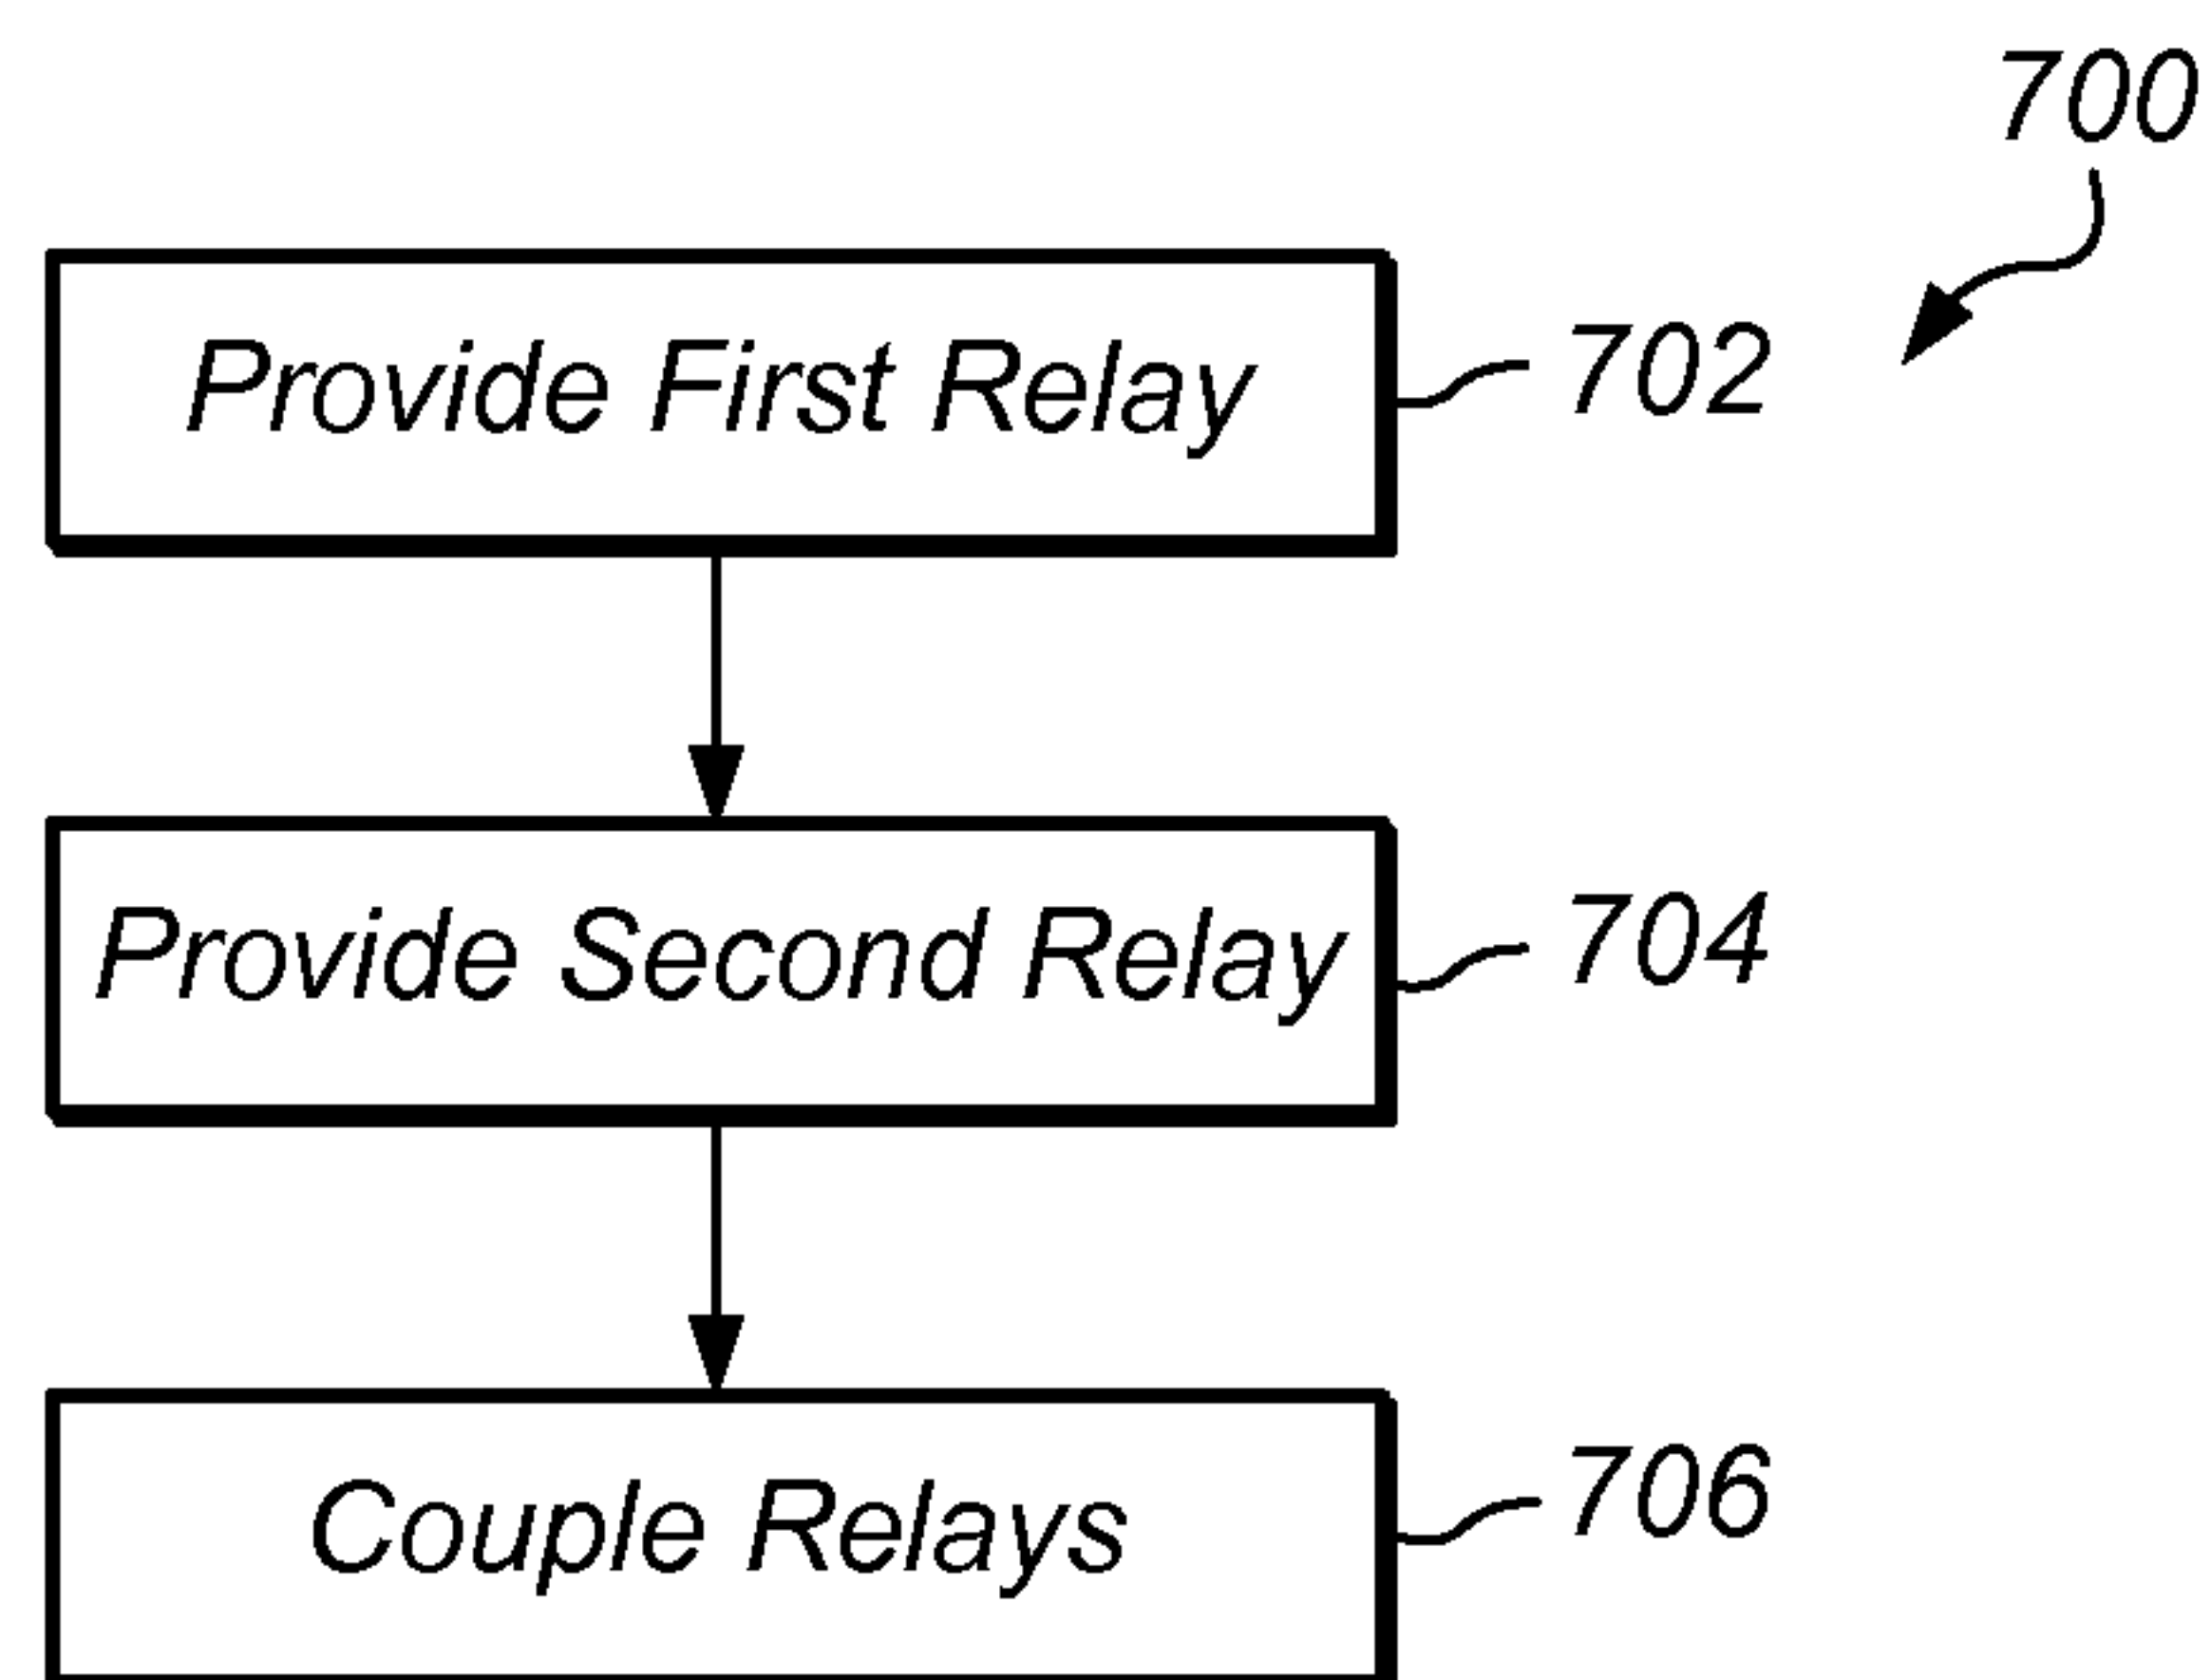 700
Provide First Relay
702
Provide Second Relay
704
Couple Relays
706